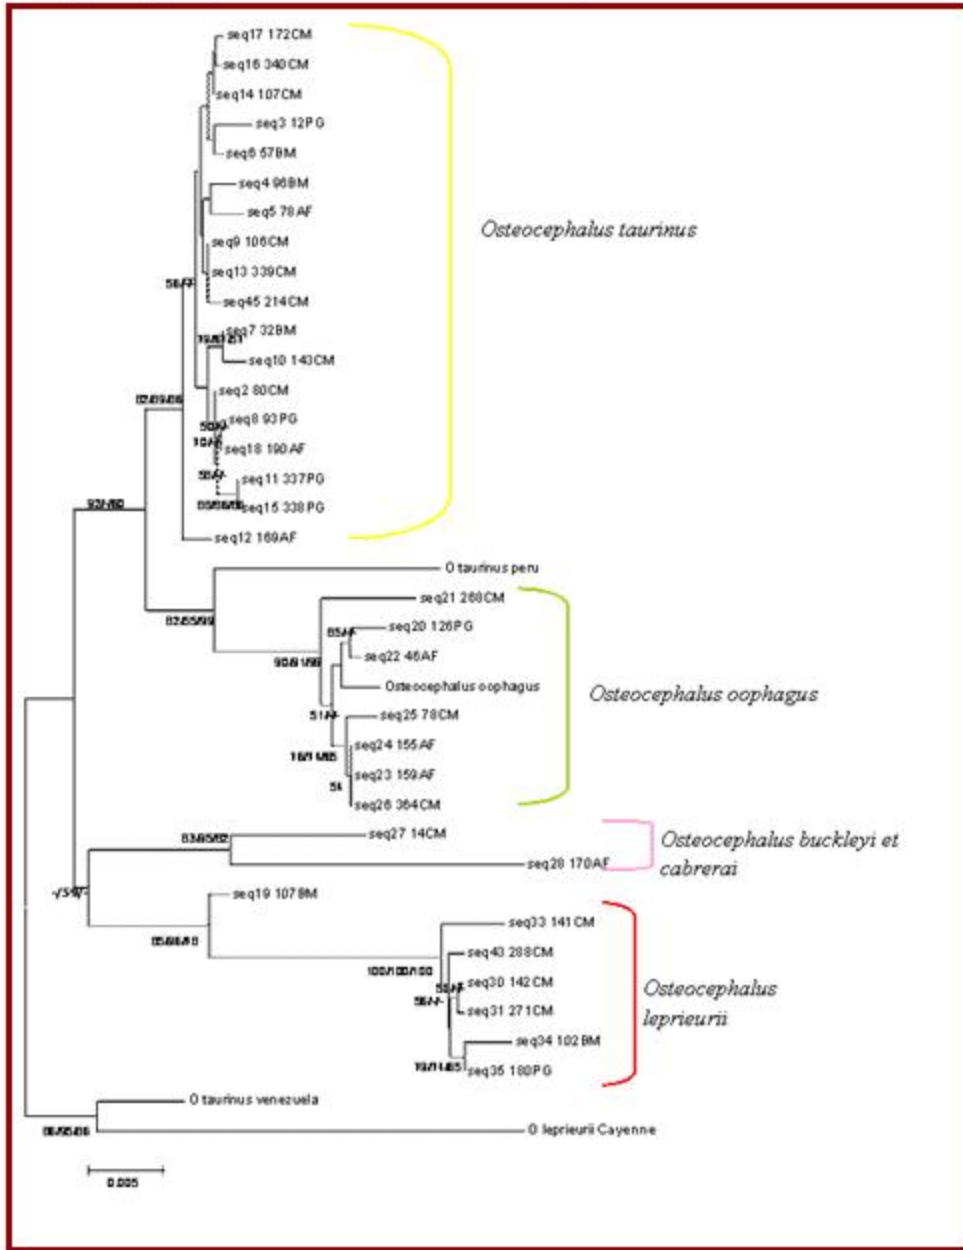 seq17 172CM
seq16 340CM
seq14 107CM
seq3 12PG
seq6 57BM
seq4 96BM
seq5 78AF
Osteocephalus taurinus
seq9 106CM
seq13 339CM
seq45 214CM
seq7 32BM
seq10 143CM
seq2 80CM
seq8 93PG
seq18 190AF
seq11 337PG
seq15 338PG
seq12 169AF
O taurinus peru
seq21 268CM
seq20 126PG
seq22 46AF
Osteocephalus oophagus
Osteocephalus oophagus
seq25 78CM
seq24 155AF
seq23 159AF
seq26 364CM
seq27 14CM
Osteocephalus buckleyi et
cabrerai
seq28 170AF
seq19 107BM
seq33 141CM
seq43 288CM
seq30 142CM
Osteocephalus
leprieurii
seq31 271CM
100/100/100
seq34 102BM
seq35 180PG
O taurinus venezuela
O leprieurii Cayenne
0.005